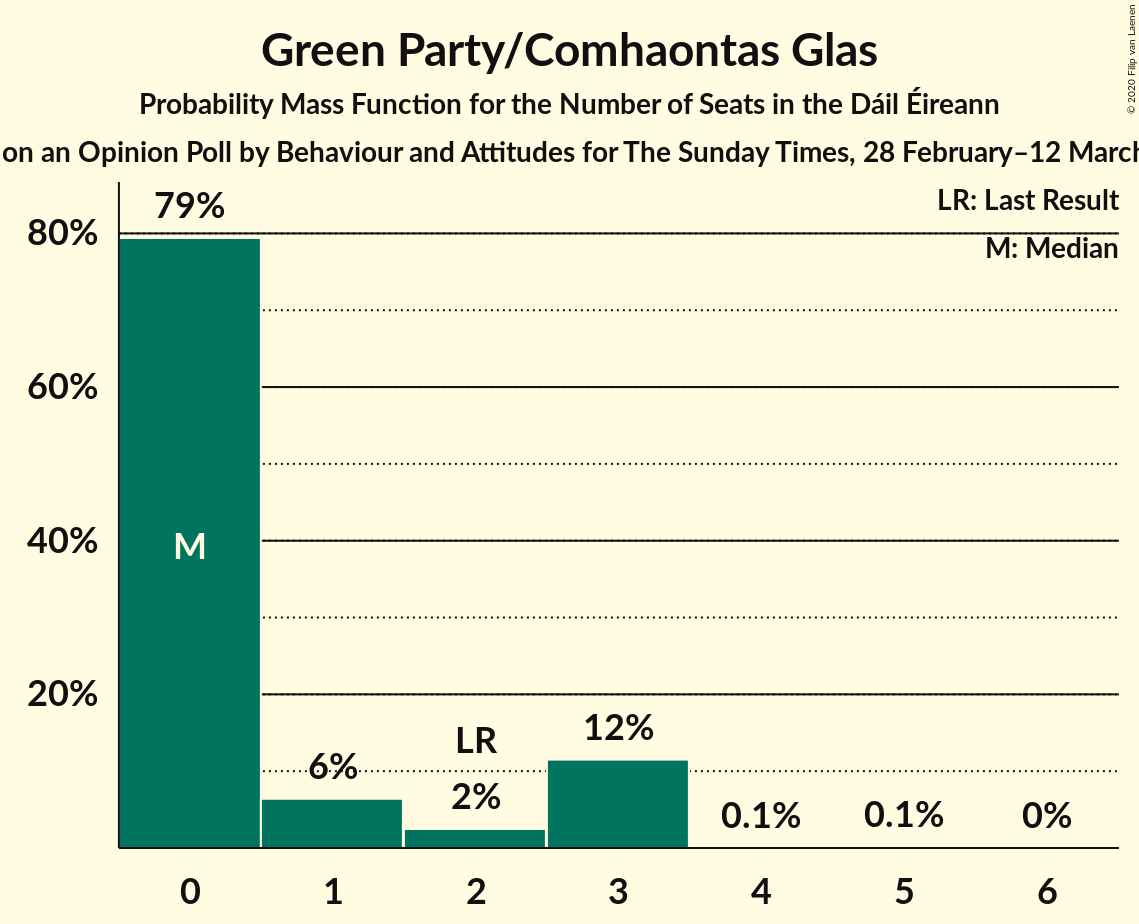 Green Party/Comhaontas Glas
Probability Mass Function for the Number of Seats in the Dáil Éireann
on an Opinion Poll by Behaviour and Attitudes for The Sunday Times, 28 February–12 March
© 2020 Filip van Laenen
LR: Last Result
M: Median
80%
60%
40%
20%
79%
M
6%
LR
2%
12%
0.1%
0.1%
0%
0 1 2 3 4 5 6